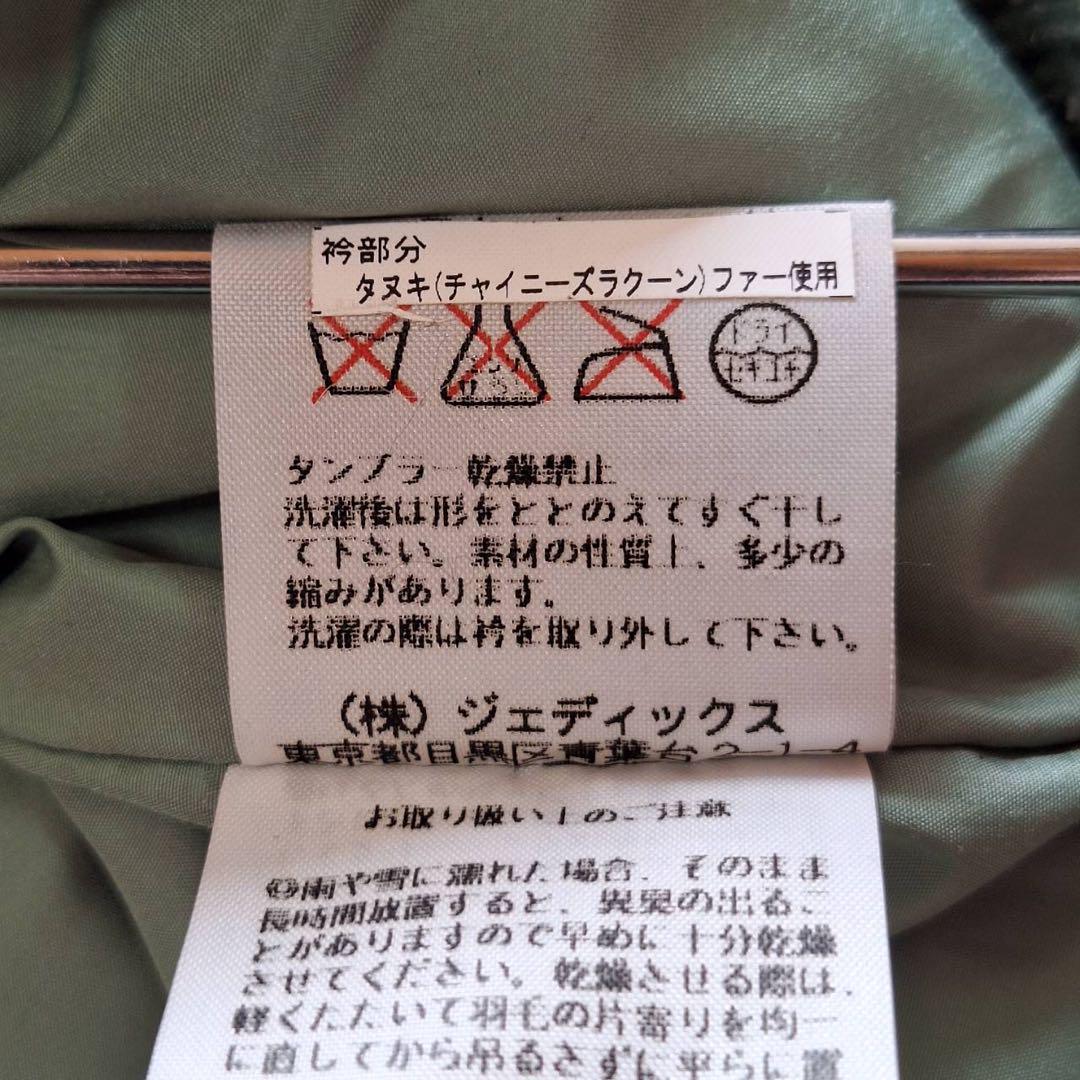 衿部分
タヌキ(チャイニーズラクーン)ファー使用
ドライ
セキユキ
タンブラー乾燥禁止
洗濯後は形をととのえてすぐ干し
て下さい。素材の性質上、多少の
縮みがあります。
洗濯の際は衿を取り外して下さい。
(株)ジェディックス
東京都目黒区青葉台2-1-4
お取り扱い上のご注意
◎雨や雪に濡れた場合、そのまま
長時間放置すると、異臭の出るこ
とがありますので早めに十分乾燥
させてください。乾燥させる際は、
軽くたたいて羽毛の片寄りを均一
に直してから吊るさずに平らに置